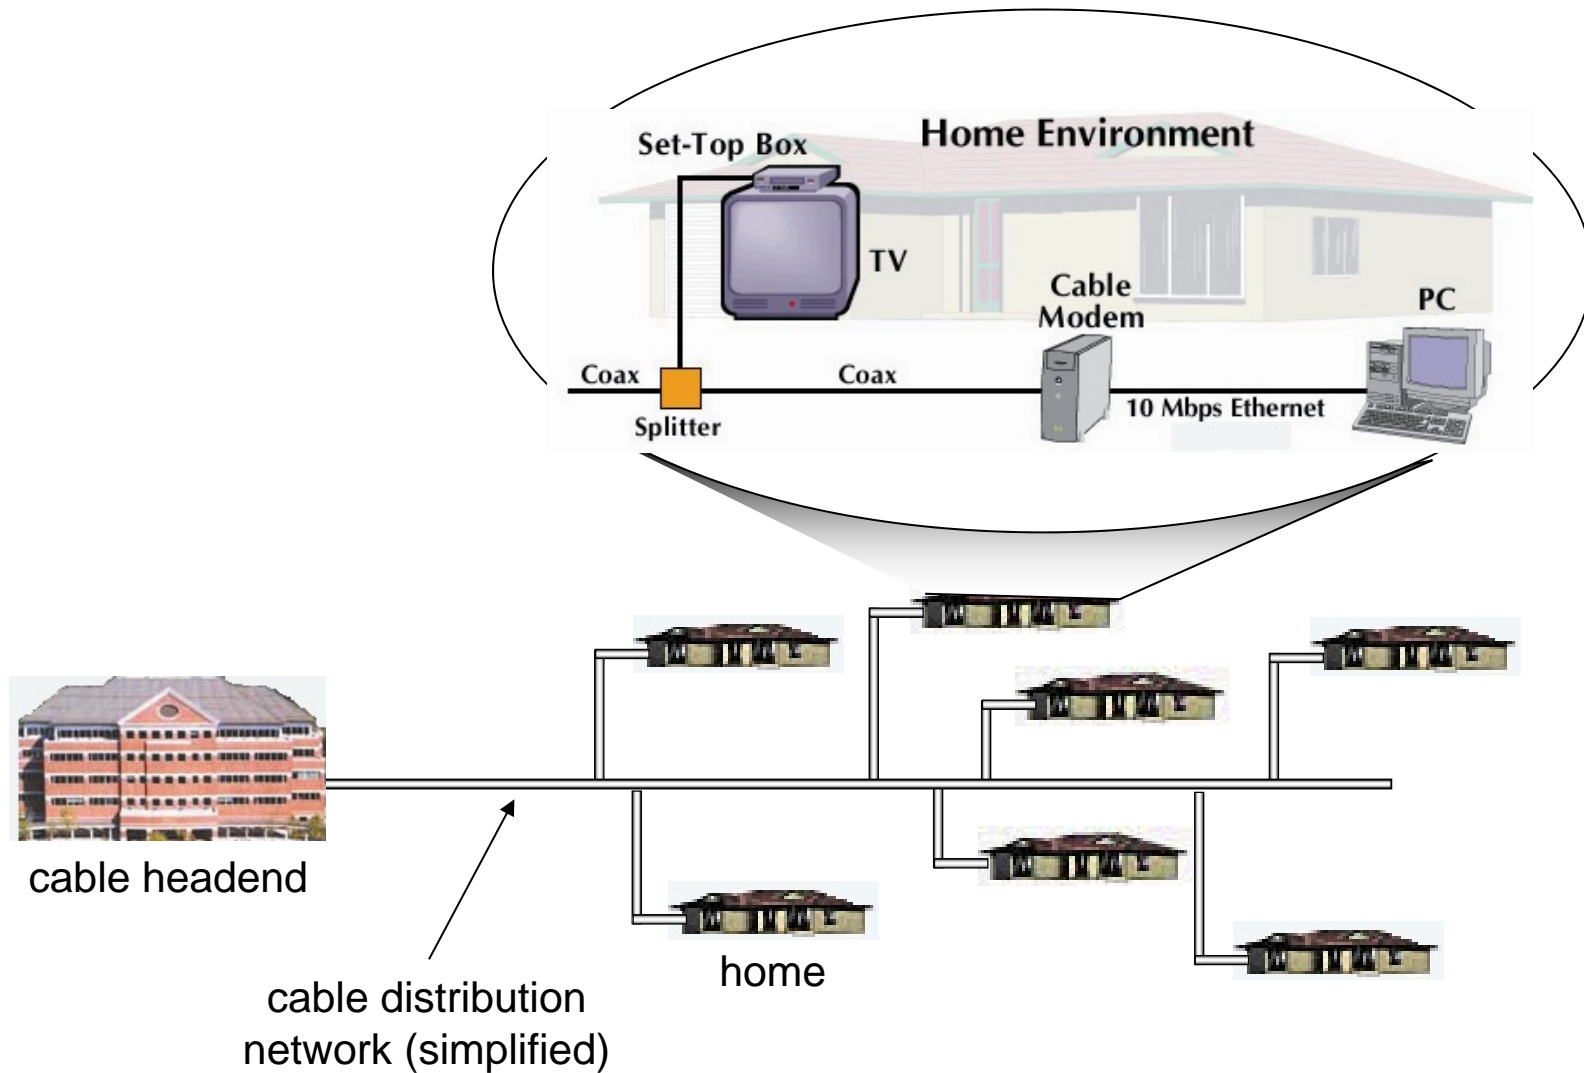 Home Environment
Set-Top Box
TV
Cable
Modem
PC
Coax
Coax
10 Mbps Ethernet
Splitter
cable headend
home
cable distribution
network (simplified)